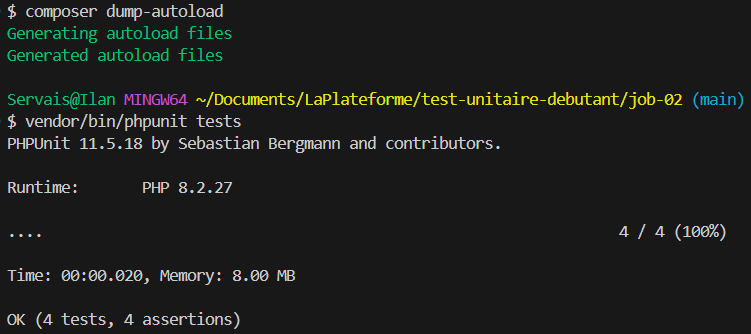 $ composer dump-autoload
Generating autoload files
Generated autoload files
Servais@Ilan MINGW64 ~/Documents/LaPlateforme/test-unitaire-debutant/job-02 (main)
$ vendor/bin/phpunit tests
PHPUnit 11.5.18 by Sebastian Bergmann and contributors.
Runtime:       PHP 8.2.27
....                                                                4 / 4 (100%)
Time: 00:00.020, Memory: 8.00 MB
OK (4 tests, 4 assertions)